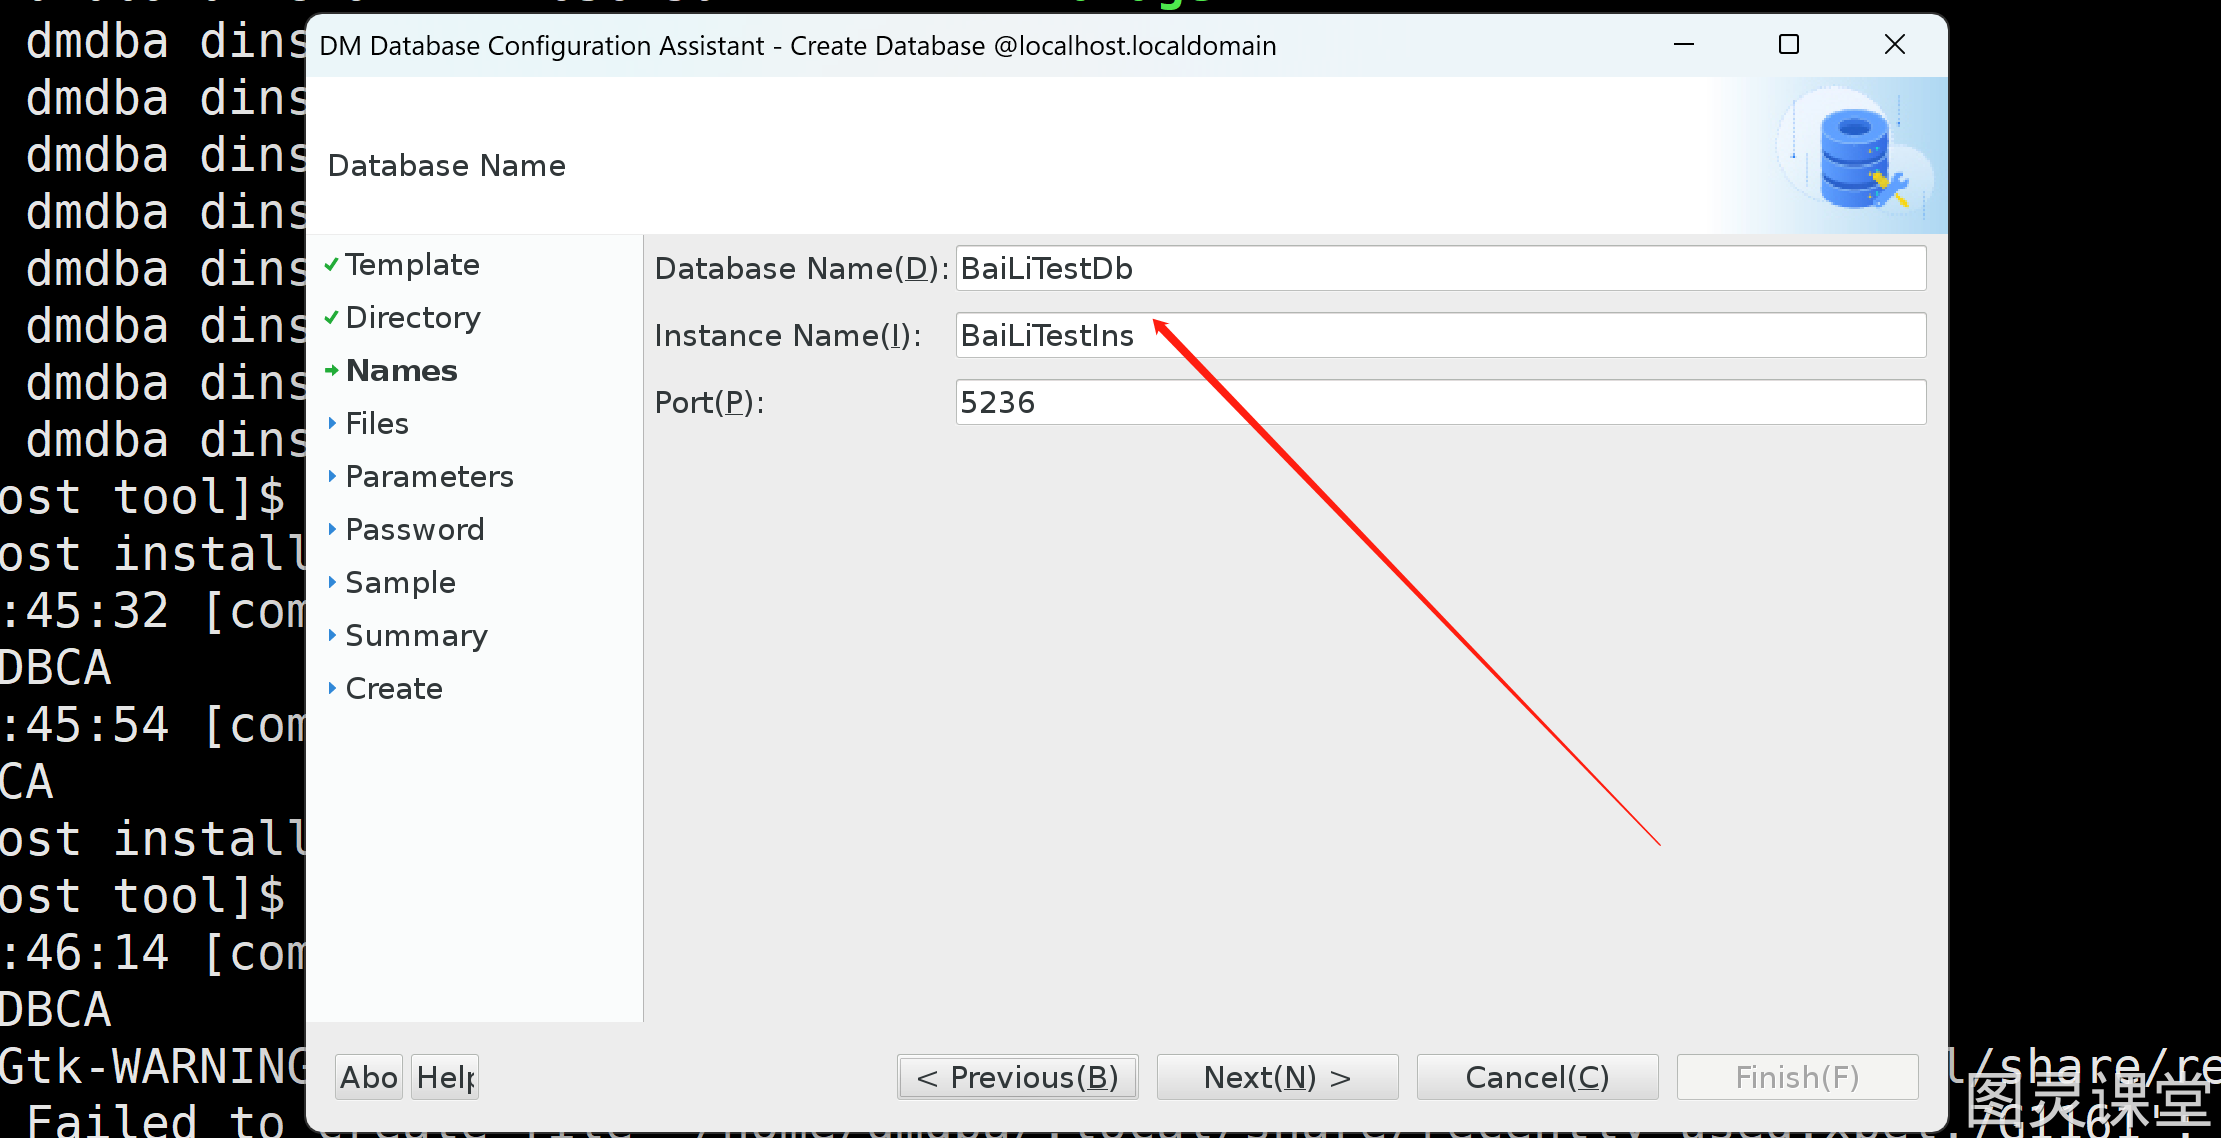 dmdba dins
DM Database Configuration Assistant - Create Database @localhost.localdomain
dmdba dins
dmdba dins
Database Name
dmdba dins
dmdba dins
Template
Database Name(D): BaiLiTestDb
dmdba dins
Directory
Instance Name(I): BaiLiTestIns
dmdba dins
Names
Port(P): 5236
dmdba dins
Files
Parameters
ost tool]$
Password
ost install
Sample
:45:32 [com
Summary
DBCA
Create
:45:54 [com
CA
ost install
ost tool]$
:46:14 [com
DBCA
Gtk-WARNING
Abo Help < Previous(B) Next(N) > Cancel(C) Finish(F)
/share/re
Failed to
图灵课堂